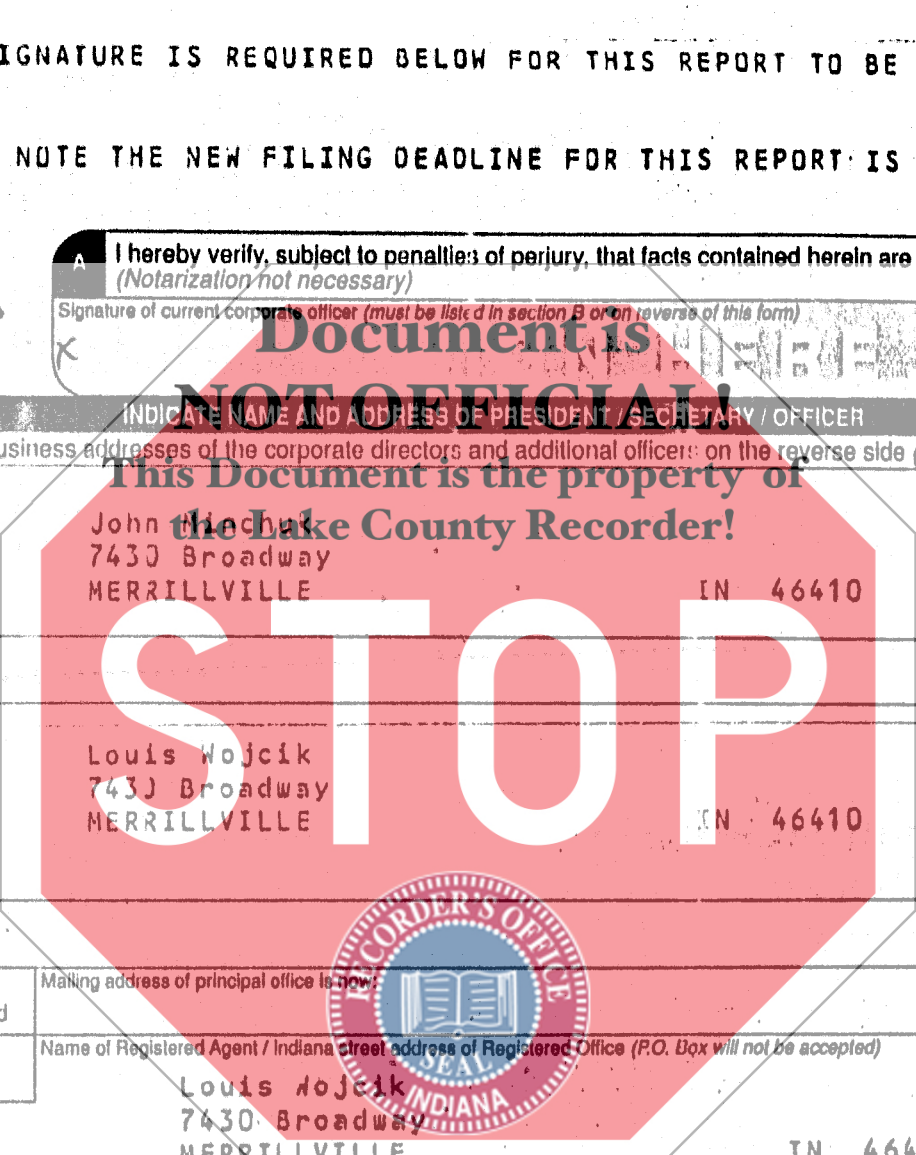 IGNATURE IS REQUIRED BELOW FOR THIS REPORT TO BE
NOTE THE NEW FILING DEADLINE FOR THIS REPORT IS
A
I hereby verify, subject to penalties of perjury, that facts contained herein are
(Notarization not necessary)
Signature of current corporate officer (must be listed in section B or on reverse of this form)
Document is
X
HERE
NOT OFFICIAL!
INDICATE NAME AND ADDRESS OF PRESIDENT / SECRETARY / OFFICER
usiness addresses of the corporate directors and additional officers on the reverse side
This Document is the property of
the Lake County Recorder!
John Minchuk
7430 Broadway
MERRILLVILLE IN 46410
STOP
Louis Wojcik
7430 Broadway
MERRILLVILLE IN 46410
RECORDER'S OFFICE
Mailing address of principal office is now:
d
Name of Registered Agent / Indiana street address of Registered Office (P.O. Box will not be accepted)
SEAL
INDIANA
Louis Wojcik
7430 Broadway
MERRILLVILLE IN 464